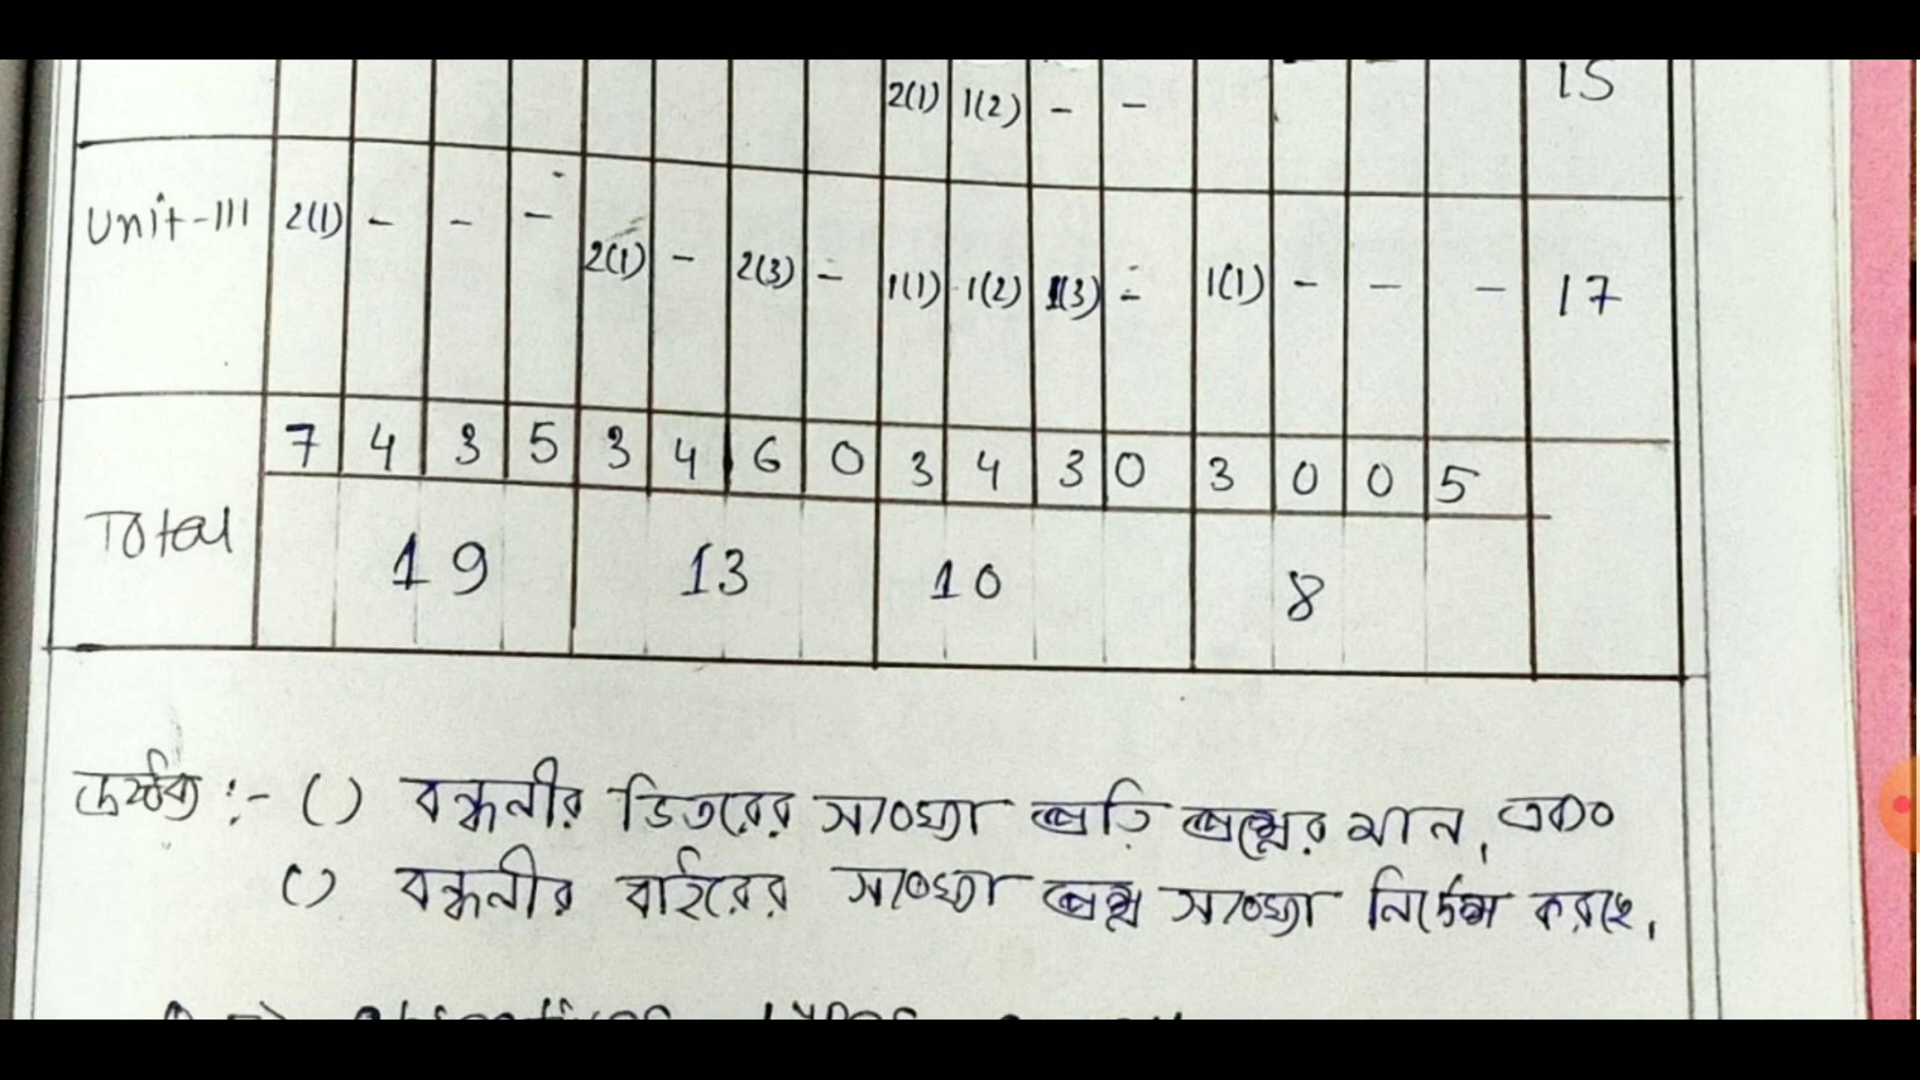 2(1) 1(2) - - 15
Unit-III 2(1) - - - 2(1) - 2(3) - 1(1) 1(2) 1(3) - 1(1) - - - 17
7 4 3 5 3 4 6 0 3 4 3 0 3 0 0 5
Total 19 13 10 8
দ্রষ্টব্য :- ( ) বন্ধনীর ভিতরের সংখ্যা প্রতি প্রশ্নের মান, এবং
( ) বন্ধনীর বাইরের সংখ্যা প্রশ্ন সংখ্যা নির্দেশ করছে,